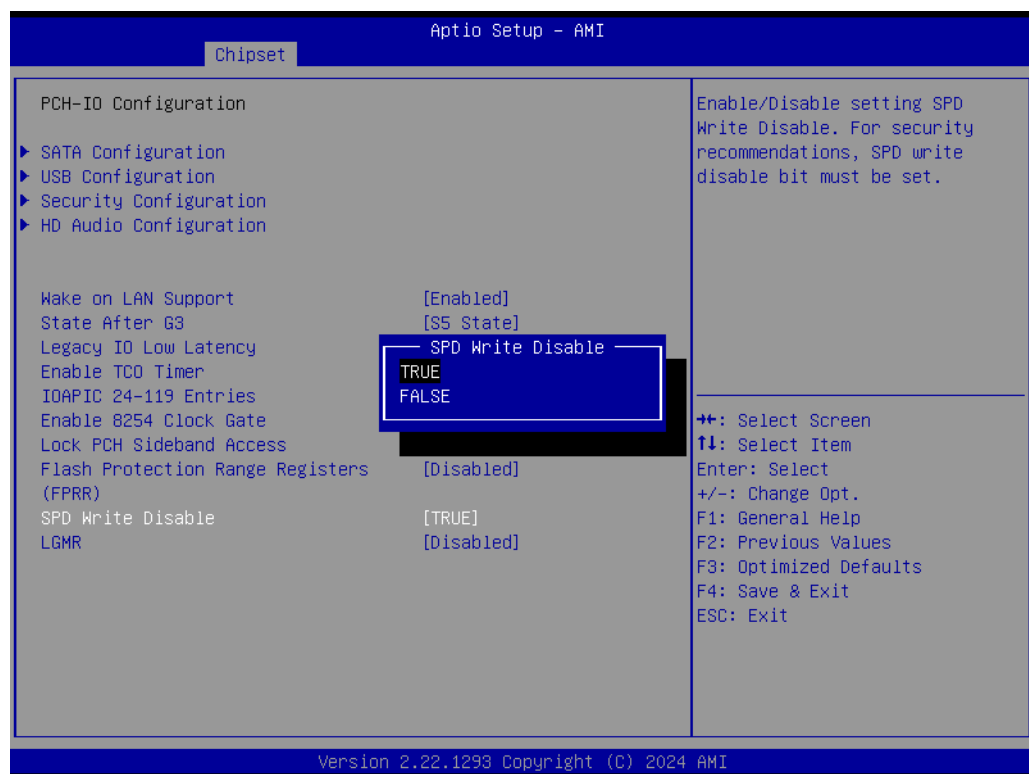 Aptio Setup – AMI
Chipset
PCH-IO Configuration
SATA Configuration
USB Configuration
Security Configuration
HD Audio Configuration
Wake on LAN Support [Enabled]
State After G3 [S5 State]
Legacy IO Low Latency
Enable TCO Timer
IOAPIC 24-119 Entries
Enable 8254 Clock Gate
Lock PCH Sideband Access
Flash Protection Range Registers [Disabled]
(FPRR)
SPD Write Disable [TRUE]
LGMR [Disabled]
SPD Write Disable
TRUE
FALSE
Enable/Disable setting SPD
Write Disable. For security
recommendations, SPD write
disable bit must be set.
→←: Select Screen
↑↓: Select Item
Enter: Select
+/-: Change Opt.
F1: General Help
F2: Previous Values
F3: Optimized Defaults
F4: Save & Exit
ESC: Exit
Version 2.22.1293 Copyright (C) 2024 AMI